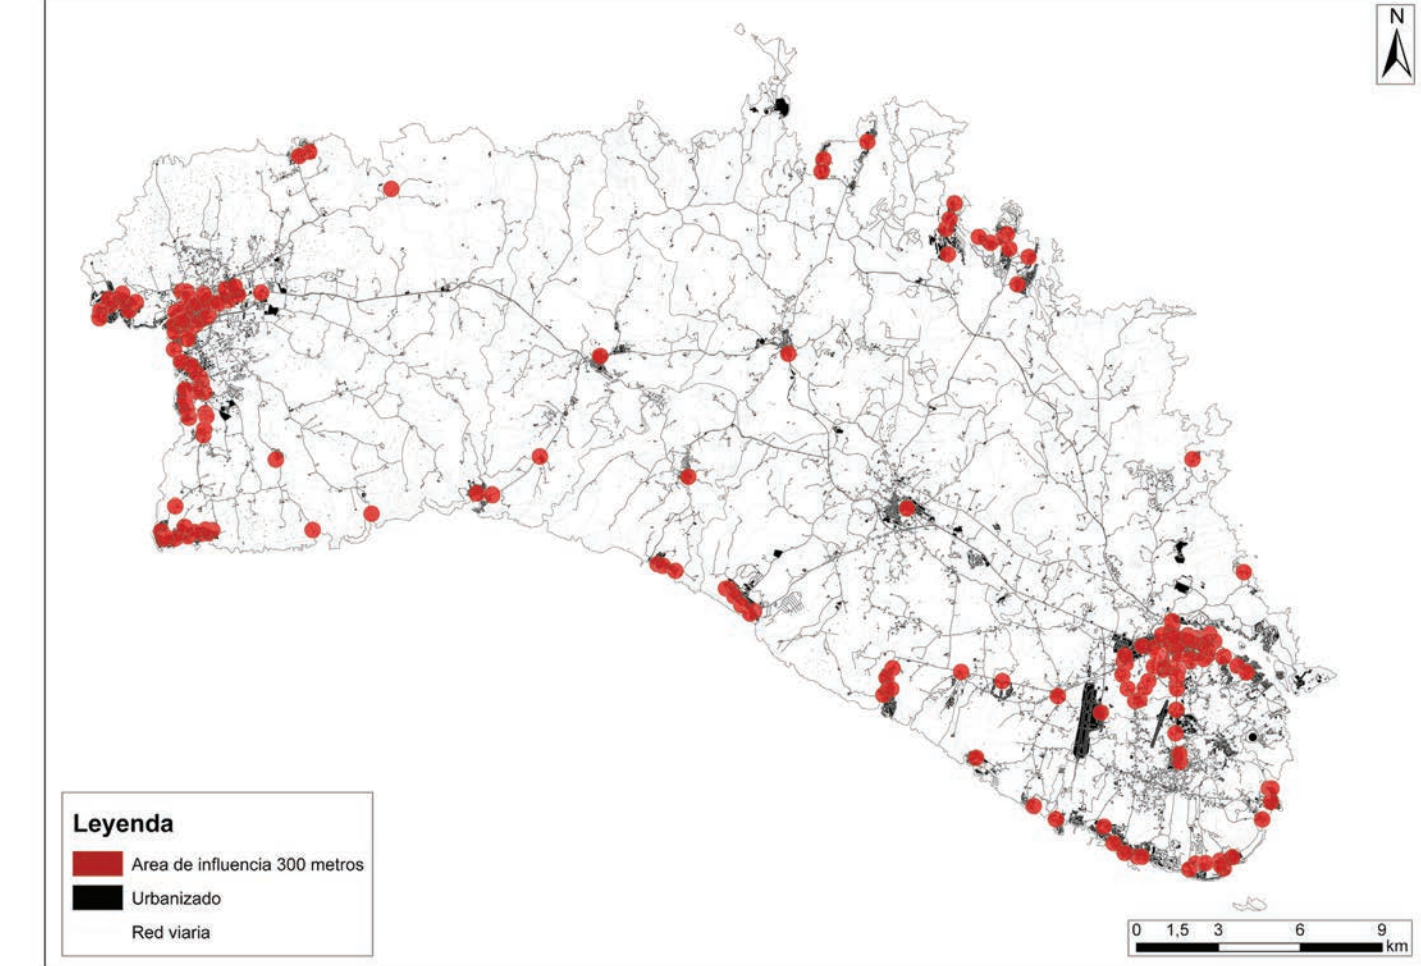 N
Leyenda
Area de influencia 300 metros
Urbanizado
Red viaria
0 1,5 3 6 9
km